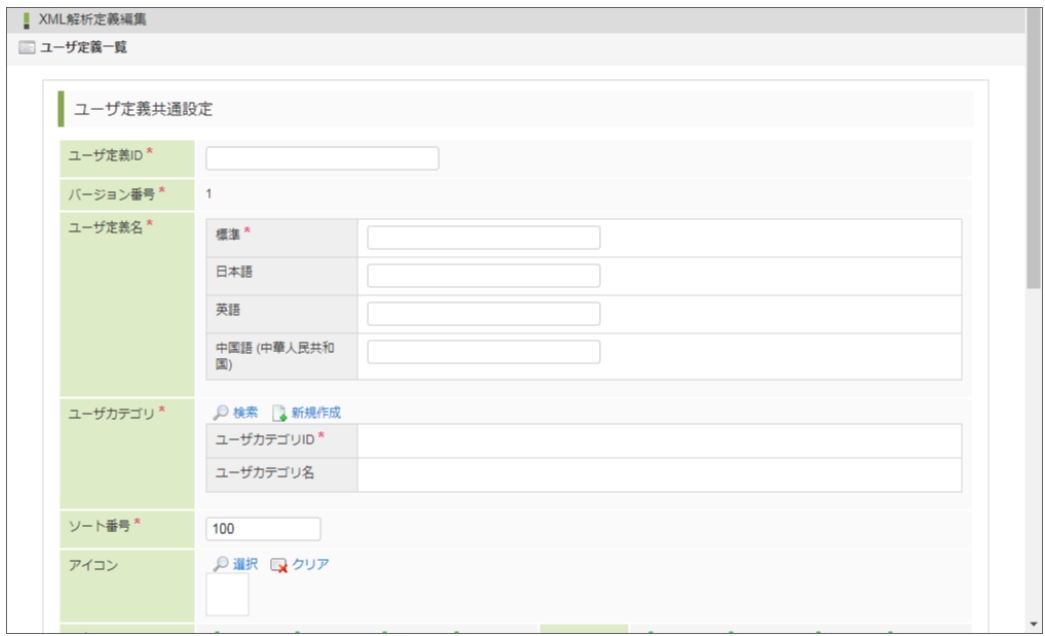 XML解析定義編集
ユーザ定義一覧
ユーザ定義共通設定
ユーザ定義ID *
バージョン番号 * 1
ユーザ定義名 *
標準 *
日本語
英語
中国語 (中華人民共和
国)
ユーザカテゴリ * 検索 新規作成
ユーザカテゴリID *
ユーザカテゴリ名
ソート番号 * 100
アイコン 選択 クリア